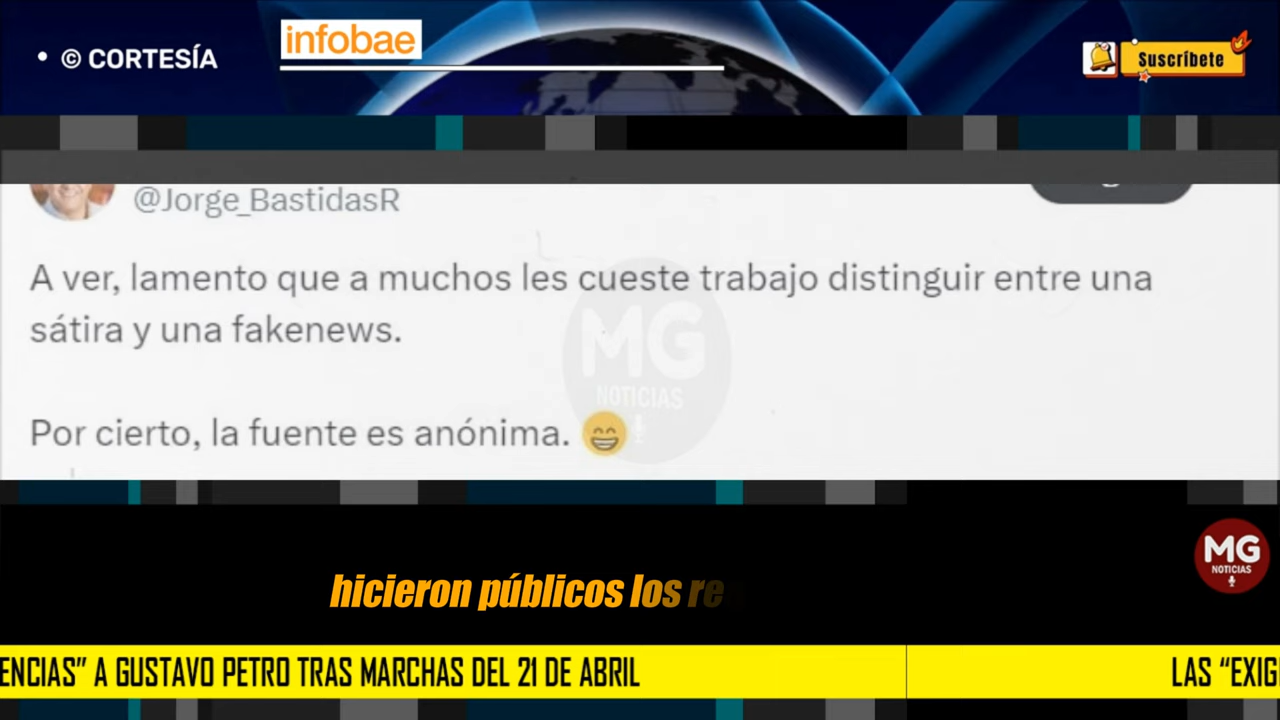 • © CORTESÍA
infobae
Suscríbete
@Jorge_BastidasR
A ver, lamento que a muchos les cueste trabajo distinguir entre una
sátira y una fakenews.
Por cierto, la fuente es anónima. 😄
MG
NOTICIAS
hicieron públicos los re
MG
NOTICIAS
ENCIAS” A GUSTAVO PETRO TRAS MARCHAS DEL 21 DE ABRIL
LAS “EXIG